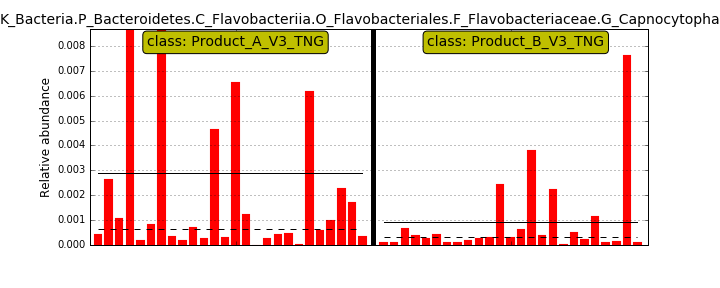 K_Bacteria.P_Bacteroidetes.C_Flavobacteriia.O_Flavobacteriales.F_Flavobacteriaceae.G_Capnocytopha
class: Product_A_V3_TNG
class: Product_B_V3_TNG
Relative abundance
0.008
0.007
0.006
0.005
0.004
0.003
0.002
0.001
0.000